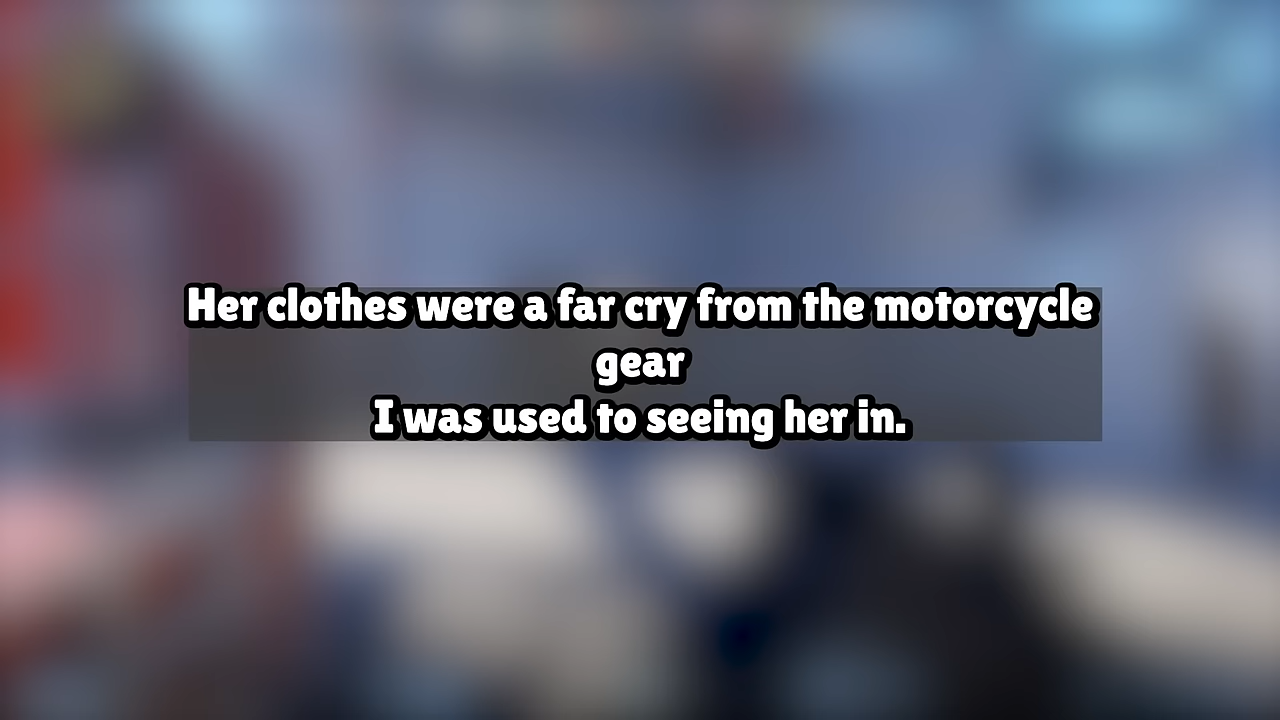 Her clothes were a far cry from the motorcycle
gear
I was used to seeing her in.